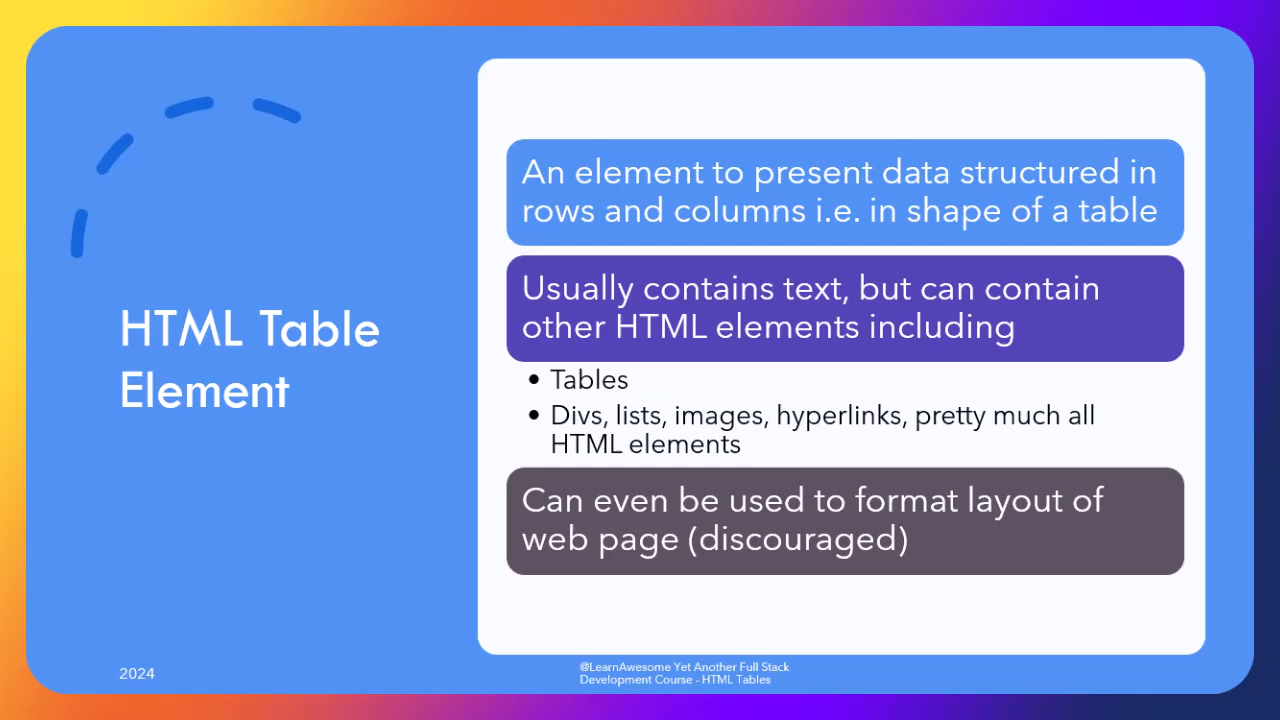 HTML Table
Element
An element to present data structured in
rows and columns i.e. in shape of a table
Usually contains text, but can contain
other HTML elements including
• Tables
• Divs, lists, images, hyperlinks, pretty much all
HTML elements
Can even be used to format layout of
web page (discouraged)
2024
@LearnAwesome Yet Another Full Stack
Development Course - HTML Tables